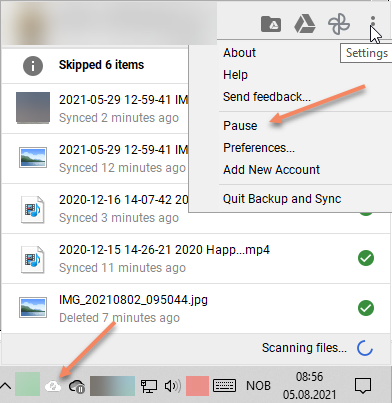 Settings
About
Help
Send feedback...
Pause
Preferences...
Add New Account
Quit Backup and Sync
Skipped 6 items
2021-05-29 12-59-41 IM
Synced 2 minutes ago
2021-05-29 12-59-41 IM
Synced 12 minutes ago
2020-12-16 14-07-42 20
Synced 3 minutes ago
2020-12-15 14-26-21 2020 Happ...mp4
Synced 11 minutes ago
IMG_20210802_095044.jpg
Deleted 7 minutes ago
Scanning files...
NOB
08:56
05.08.2021